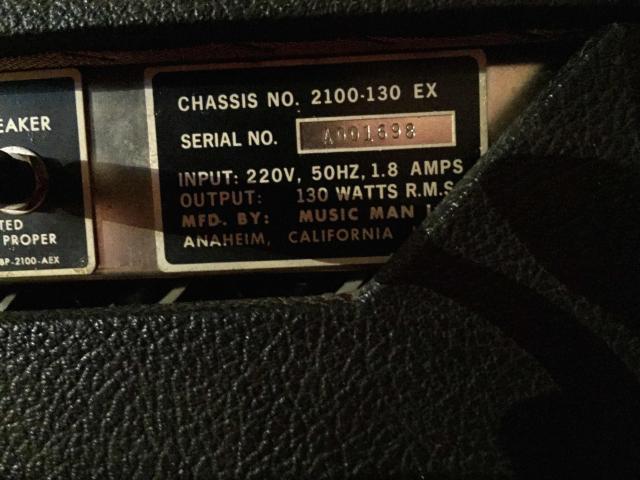 EAKER
TED
PROPER
BP-2100-AEX
CHASSIS NO. 2100-130 EX
SERIAL NO. A001698
INPUT: 220V, 50HZ, 1.8 AMPS
OUTPUT: 130 WATTS R.M.S
MFD. BY: MUSIC MAN
ANAHEIM, CALIFORNIA